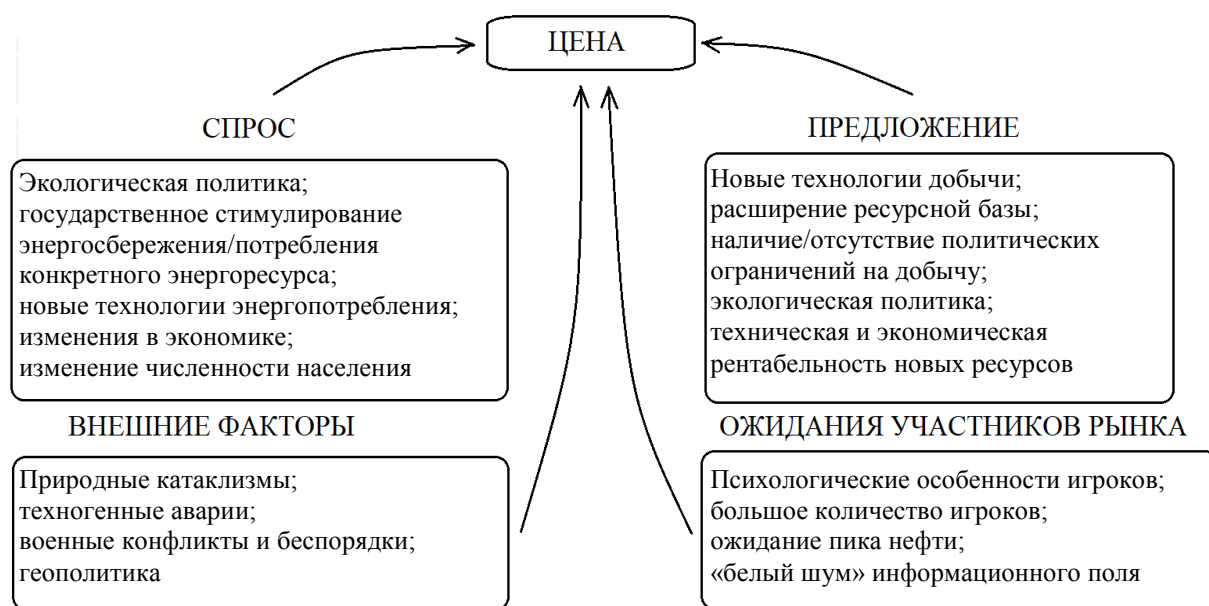 ЦЕНА
СПРОС
Экологическая политика;
государственное стимулирование
энергосбережения/потребления
конкретного энергоресурса;
новые технологии энергопотребления;
изменения в экономике;
изменение численности населения
ПРЕДЛОЖЕНИЕ
Новые технологии добычи;
расширение ресурсной базы;
наличие/отсутствие политических
ограничений на добычу;
экологическая политика;
техническая и экономическая
рентабельность новых ресурсов
ВНЕШНИЕ ФАКТОРЫ
Природные катаклизмы;
техногенные аварии;
военные конфликты и беспорядки;
геополитика
ОЖИДАНИЯ УЧАСТНИКОВ РЫНКА
Психологические особенности игроков;
большое количество игроков;
ожидание пика нефти;
«белый шум» информационного поля